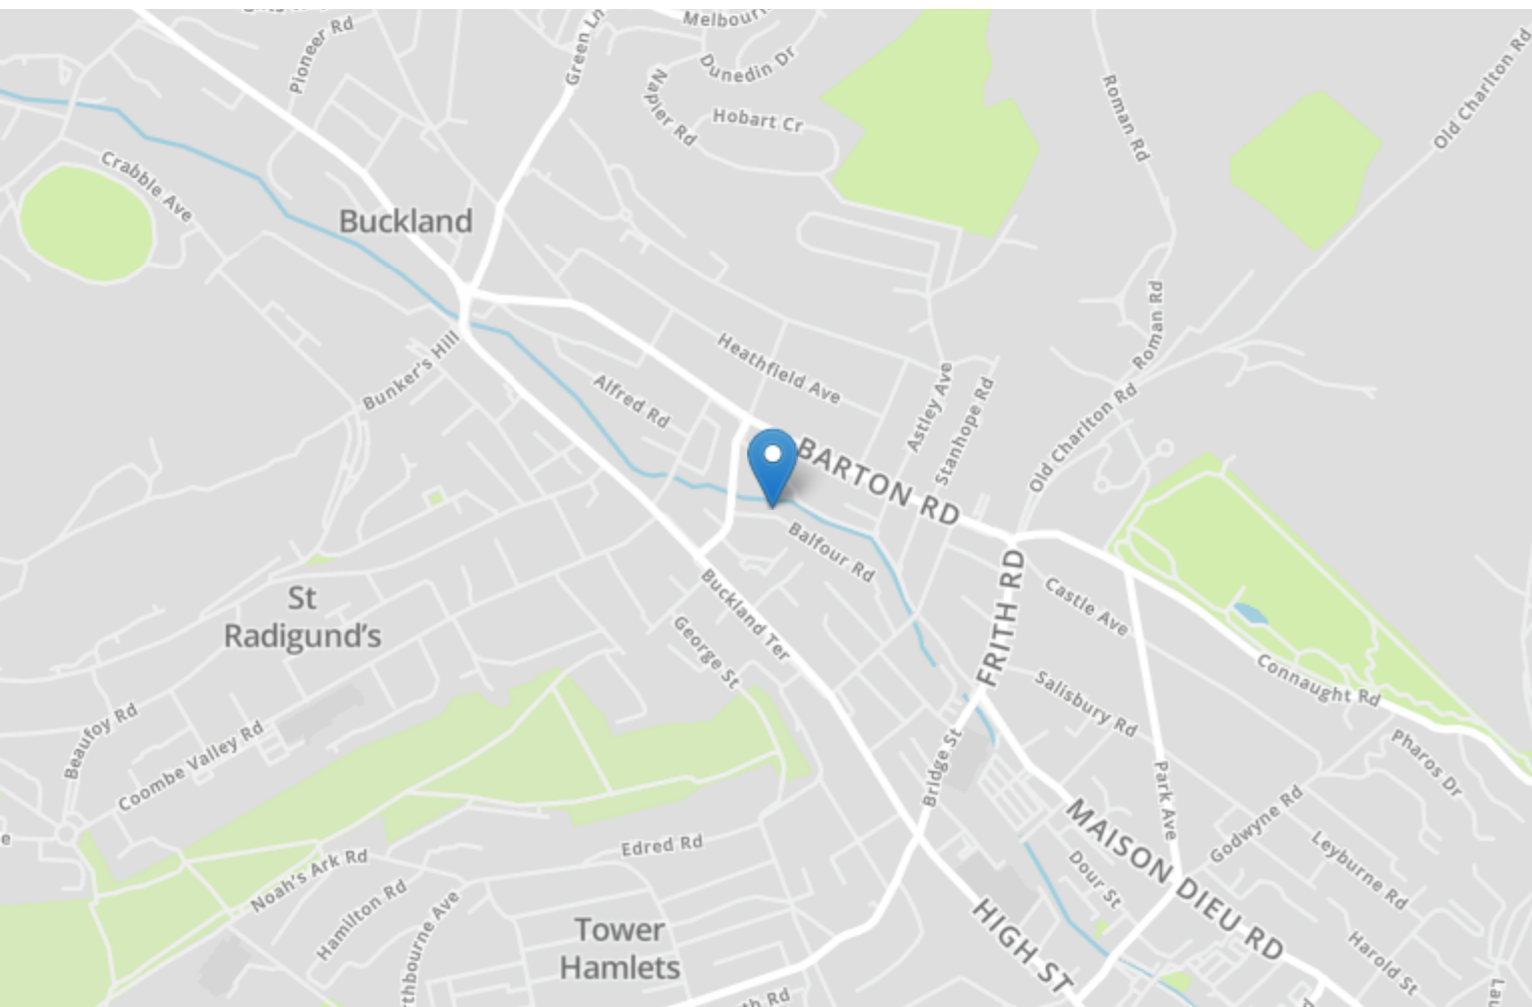 Pioneer Rd
Green Ln
Dunedin Dr
Napier Rd
Hobart Cr
Roman Rd
Old Charlton Rd
Crabble Ave
Buckland
Roman Rd
Bunker's Hill
Heathfield Ave
Alfred Rd
Astley Ave
Stanhope Rd
Old Charlton Rd
BARTON RD
Balfour Rd
FRITH RD
Castle Ave
St
Radigund's
Buckland Ter
George St
Salisbury Rd
Connaught Rd
Beaufoy Rd
Coombe Valley Rd
Bridge St
Park Ave
Pharos Dr
MAISON DIEU RD
Godwyne Rd
Leyburne Rd
Edred Rd
Noah's Ark Rd
Hamilton Rd
Dour St
Tower
Hamlets
HIGH ST
Harold St